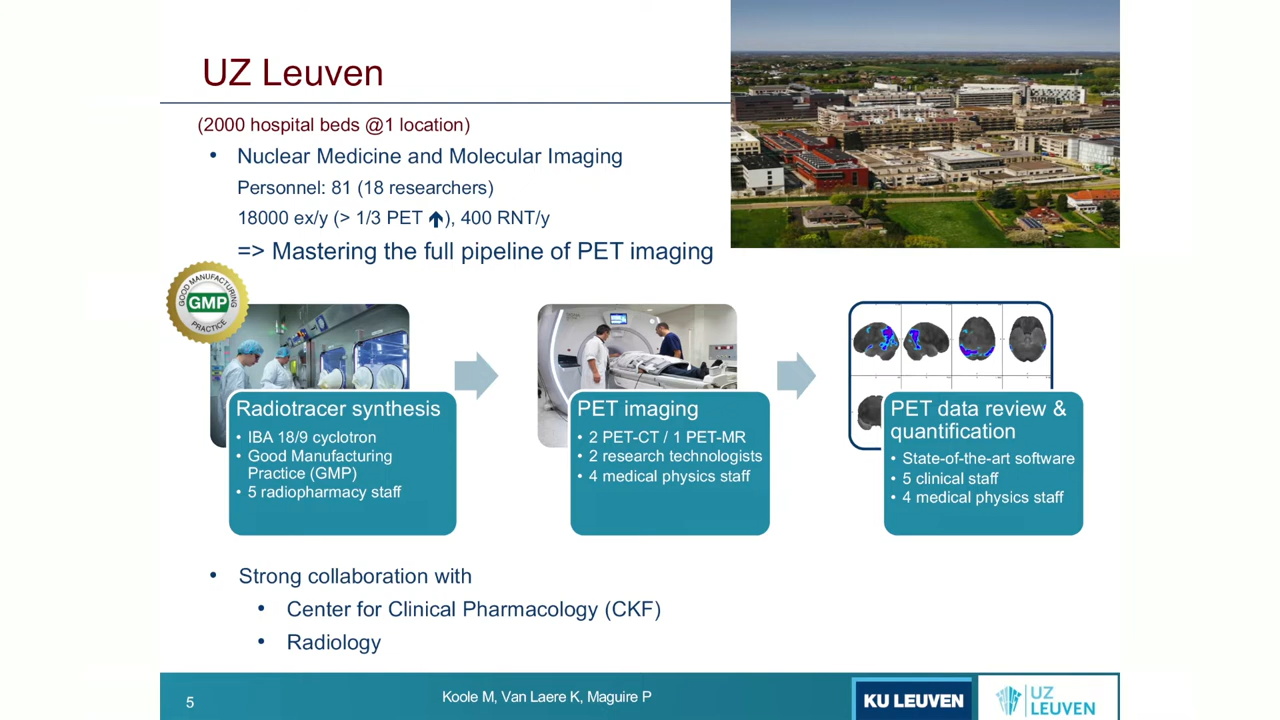 UZ Leuven
(2000 hospital beds @1 location)
• Nuclear Medicine and Molecular Imaging
Personnel: 81 (18 researchers)
18000 ex/y (> 1/3 PET 🡅), 400 RNT/y
=> Mastering the full pipeline of PET imaging
GOOD MANUFACTURING
GMP
PRACTICE
Radiotracer synthesis
• IBA 18/9 cyclotron
• Good Manufacturing
Practice (GMP)
• 5 radiopharmacy staff
PET imaging
• 2 PET-CT / 1 PET-MR
• 2 research technologists
• 4 medical physics staff
PET data review &
quantification
• State-of-the-art software
• 5 clinical staff
• 4 medical physics staff
• Strong collaboration with
• Center for Clinical Pharmacology (CKF)
• Radiology
5
Koole M, Van Laere K, Maguire P
KU LEUVEN
UZ
LEUVEN